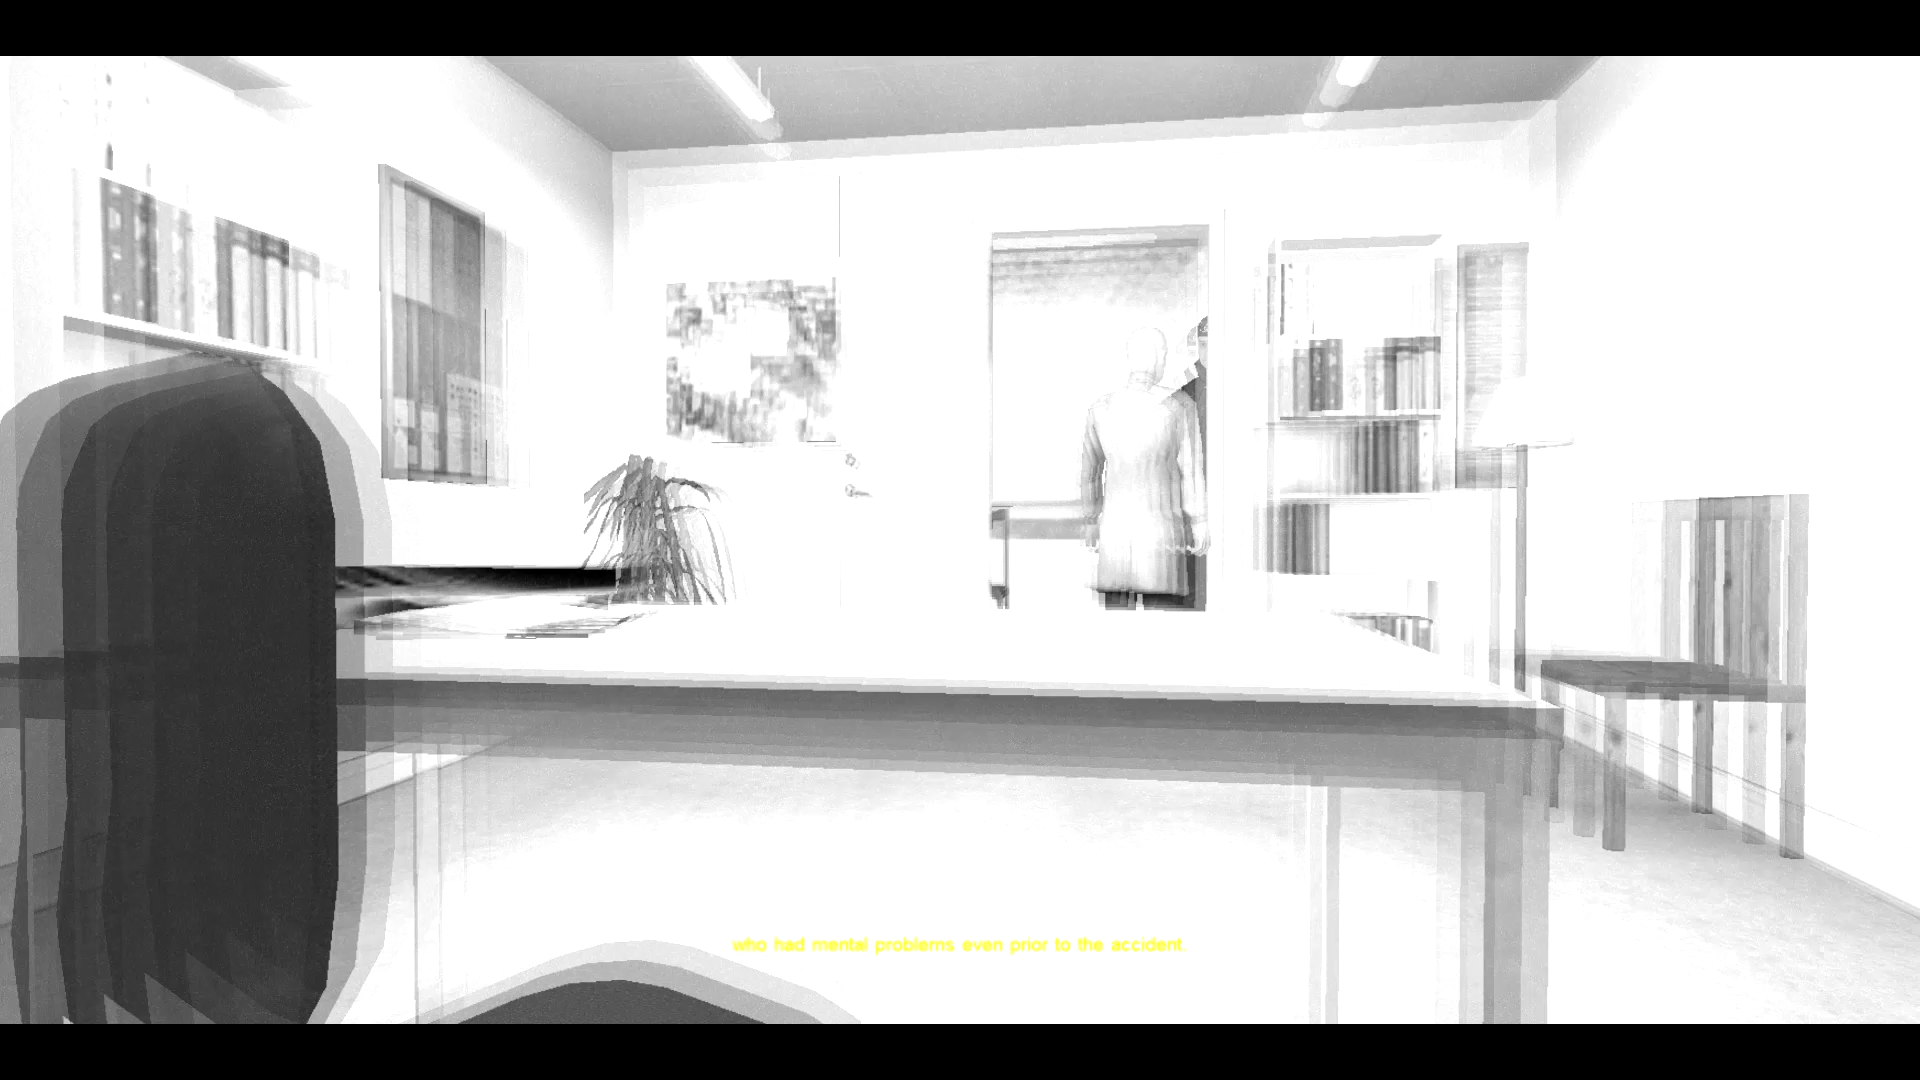 who had mental problems even prior to the accident.